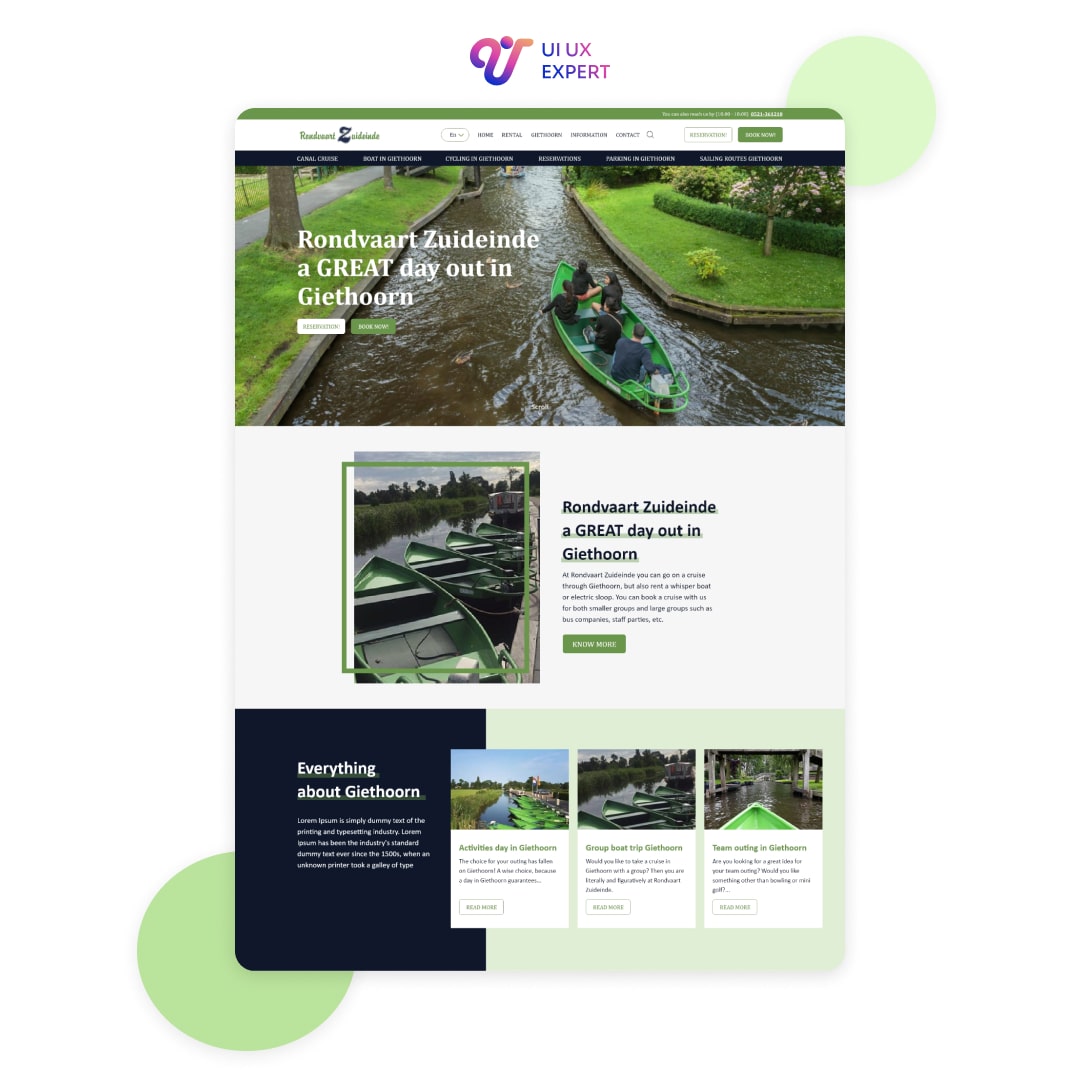 UI UX
EXPERT
You can also reach us by [10.00 - 18.00] 0521-361210
Rondvaart Zuideinde
En
HOME
RENTAL
GIETHOORN
INFORMATION
CONTACT
RESERVATION!
BOOK NOW!
CANAL CRUISE
BOAT IN GIETHOORN
CYCLING IN GIETHOORN
RESERVATIONS
PARKING IN GIETHOORN
SAILING ROUTES GIETHOORN
Rondvaart Zuideinde
a GREAT day out in
Giethoorn
RESERVATION!
BOOK NOW!
Scroll
Rondvaart Zuideinde
a GREAT day out in
Giethoorn
At Rondvaart Zuideinde you can go on a cruise
through Giethoorn, but also rent a whisper boat
or electric sloop. You can book a cruise with us
for both smaller groups and large groups such as
bus companies, staff parties, etc.
KNOW MORE
Everything
about Giethoorn
Lorem Ipsum is simply dummy text of the
printing and typesetting industry. Lorem
Ipsum has been the industry's standard
dummy text ever since the 1500s, when an
unknown printer took a galley of type
Activities day in Giethoorn
The choice for your outing has fallen
on Giethoorn! A wise choice, because
a day in Giethoorn guarantees...
READ MORE
Group boat trip Giethoorn
Would you like to take a cruise in
Giethoorn with a group? Then you are
literally and figuratively at Rondvaart
Zuideinde.
READ MORE
Team outing in Giethoorn
Are you looking for a great idea for
your team outing? Would you like
something other than bowling or mini
golf?...
READ MORE